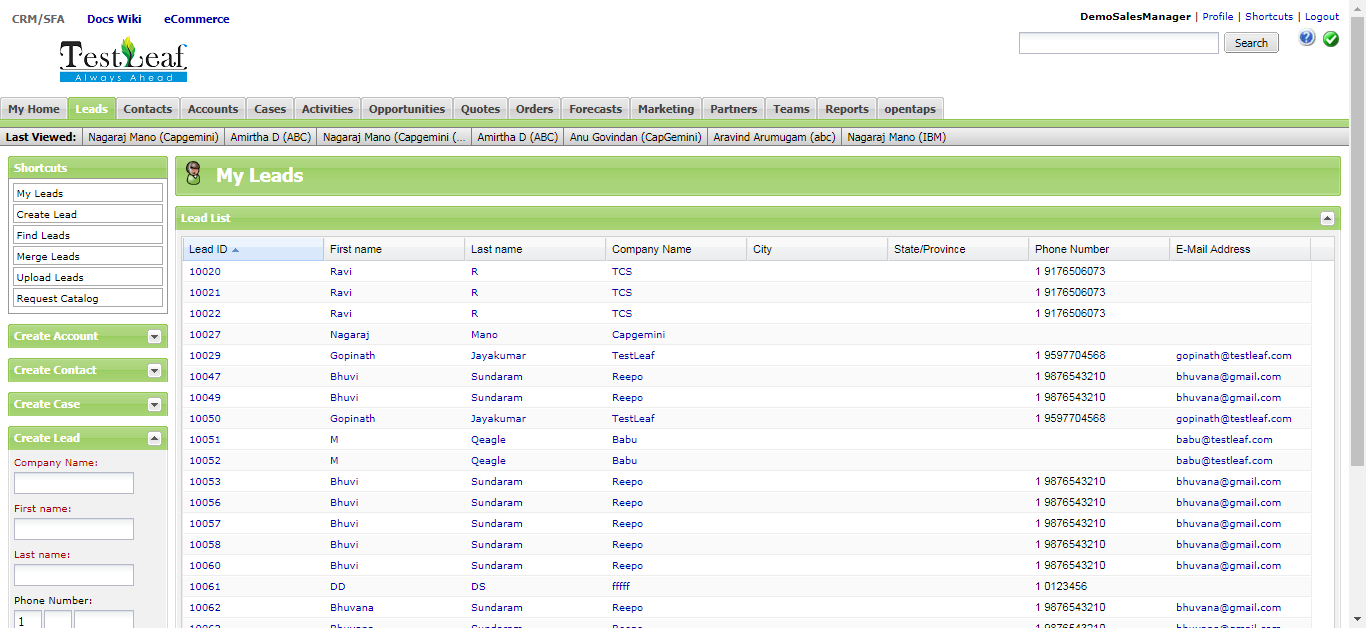 CRM/SFA Docs Wiki eCommerce
DemoSalesManager | Profile | Shortcuts | Logout
TestLeaf
Always Ahead
Search
My Home Leads Contacts Accounts Cases Activities Opportunities Quotes Orders Forecasts Marketing Partners Teams Reports opentaps
Last Viewed: Nagaraj Mano (Capgemini) Amirtha D (ABC) Nagaraj Mano (Capgemini (... Amirtha D (ABC) Anu Govindan (CapGemini) Aravind Arumugam (abc) Nagaraj Mano (IBM)
Shortcuts
My Leads
Create Lead
Find Leads
Merge Leads
Upload Leads
Request Catalog
Create Account
Create Contact
Create Case
Create Lead
Company Name:
First name:
Last name:
Phone Number:
1
My Leads
Lead List
Lead ID First name Last name Company Name City State/Province Phone Number E-Mail Address
10020 Ravi R TCS 1 9176506073
10021 Ravi R TCS 1 9176506073
10022 Ravi R TCS 1 9176506073
10027 Nagaraj Mano Capgemini
10029 Gopinath Jayakumar TestLeaf 1 9597704568 gopinath@testleaf.com
10047 Bhuvi Sundaram Reepo 1 9876543210 bhuvana@gmail.com
10049 Bhuvi Sundaram Reepo 1 9876543210 bhuvana@gmail.com
10050 Gopinath Jayakumar TestLeaf 1 9597704568 gopinath@testleaf.com
10051 M Qeagle Babu babu@testleaf.com
10052 M Qeagle Babu babu@testleaf.com
10053 Bhuvi Sundaram Reepo 1 9876543210 bhuvana@gmail.com
10056 Bhuvi Sundaram Reepo 1 9876543210 bhuvana@gmail.com
10057 Bhuvi Sundaram Reepo 1 9876543210 bhuvana@gmail.com
10058 Bhuvi Sundaram Reepo 1 9876543210 bhuvana@gmail.com
10060 Bhuvi Sundaram Reepo 1 9876543210 bhuvana@gmail.com
10061 DD DS fffff 1 0123456
10062 Bhuvana Sundaram Reepo 1 9876543210 bhuvana@gmail.com